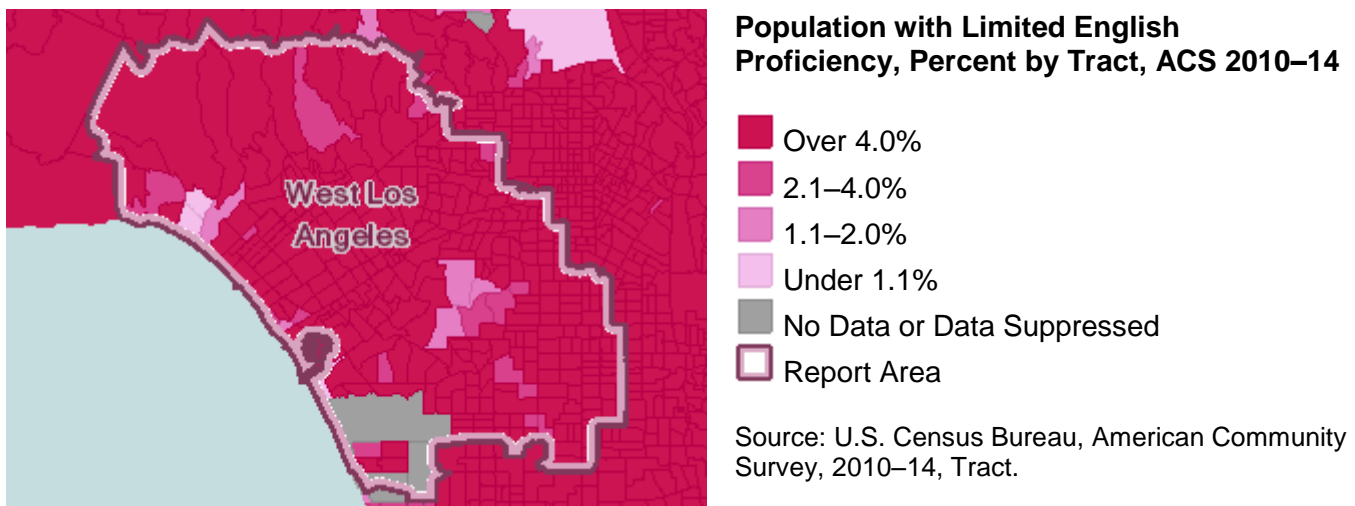 West Los
Angeles
Population with Limited English
Proficiency, Percent by Tract, ACS 2010–14
Over 4.0%
2.1–4.0%
1.1–2.0%
Under 1.1%
No Data or Data Suppressed
Report Area
Source: U.S. Census Bureau, American Community
Survey, 2010–14, Tract.